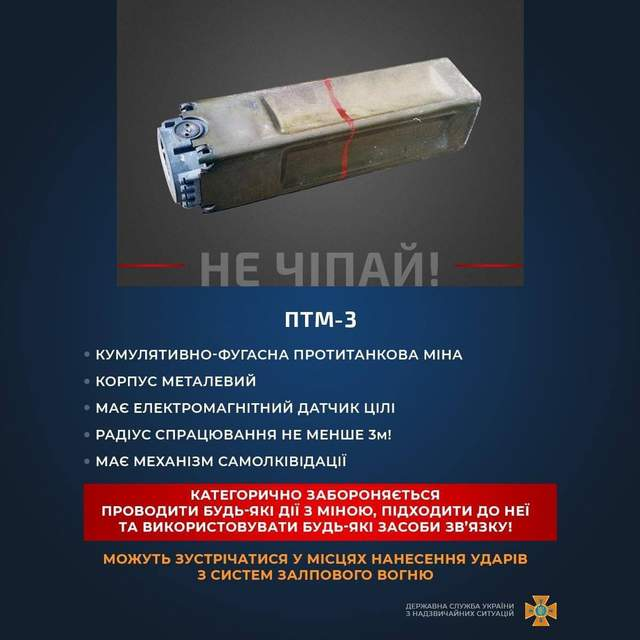 НЕ ЧІПАЙ!
ПТМ-3
• КУМУЛЯТИВНО-ФУГАСНА ПРОТИТАНКОВА МІНА
• КОРПУС МЕТАЛЕВИЙ
• МАЄ ЕЛЕКТРОМАГНІТНИЙ ДАТЧИК ЦІЛІ
• РАДІУС СПРАЦЮВАННЯ НЕ МЕНШЕ 3м!
• МАЄ МЕХАНІЗМ САМОЛКІВІДАЦІЇ
КАТЕГОРИЧНО ЗАБОРОНЯЄТЬСЯ
ПРОВОДИТИ БУДЬ-ЯКІ ДІЇ З МІНОЮ, ПІДХОДИТИ ДО НЕЇ
ТА ВИКОРИСТОВУВАТИ БУДЬ-ЯКІ ЗАСОБИ ЗВ’ЯЗКУ!
МОЖУТЬ ЗУСТРІЧАТИСЯ У МІСЦЯХ НАНЕСЕННЯ УДАРІВ
З СИСТЕМ ЗАЛПОВОГО ВОГНЮ
ДЕРЖАВНА СЛУЖБА УКРАЇНИ
З НАДЗВИЧАЙНИХ СИТУАЦІЙ